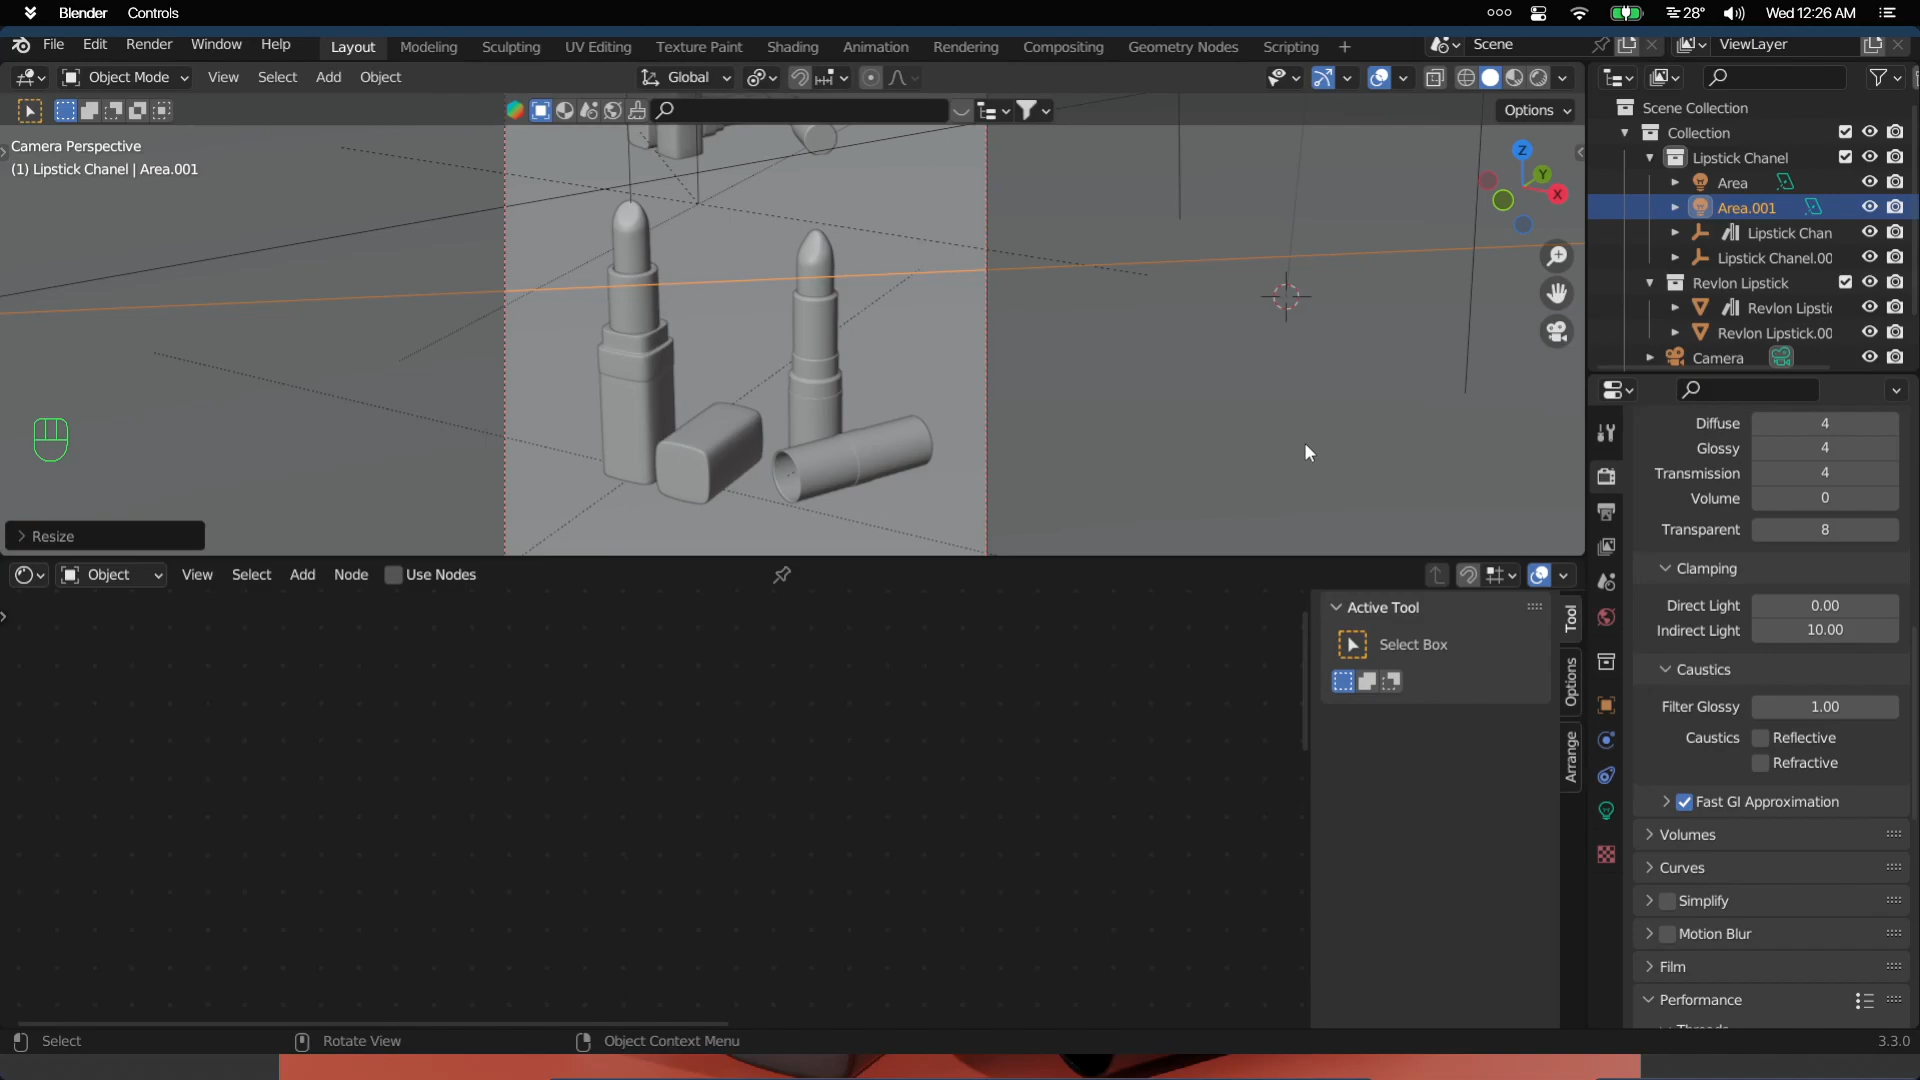 Blender Controls 28° Wed 12:26 AM
File Edit Render Window Help Layout Modeling Sculpting UV Editing Texture Paint Shading Animation Rendering Compositing Geometry Nodes Scripting + Scene ViewLayer
Object Mode View Select Add Object Global
Options
Camera Perspective
(1) Lipstick Chanel | Area.001
Z
Y
X
Resize
Scene Collection
Collection
Lipstick Chanel
Area
Area.001
Lipstick Chan
Lipstick Chanel.00
Revlon Lipstick
Revlon Lipstic
Revlon Lipstick.00
Camera
Diffuse 4
Glossy 4
Transmission 4
Volume 0
Transparent 8
Clamping
Direct Light 0.00
Indirect Light 10.00
Caustics
Filter Glossy 1.00
Caustics Reflective
Refractive
Fast GI Approximation
Volumes
Curves
Simplify
Motion Blur
Film
Performance
Object View Select Add Node Use Nodes
Active Tool
Select Box
Tool
Options
Arrange
Select Rotate View Object Context Menu 3.3.0